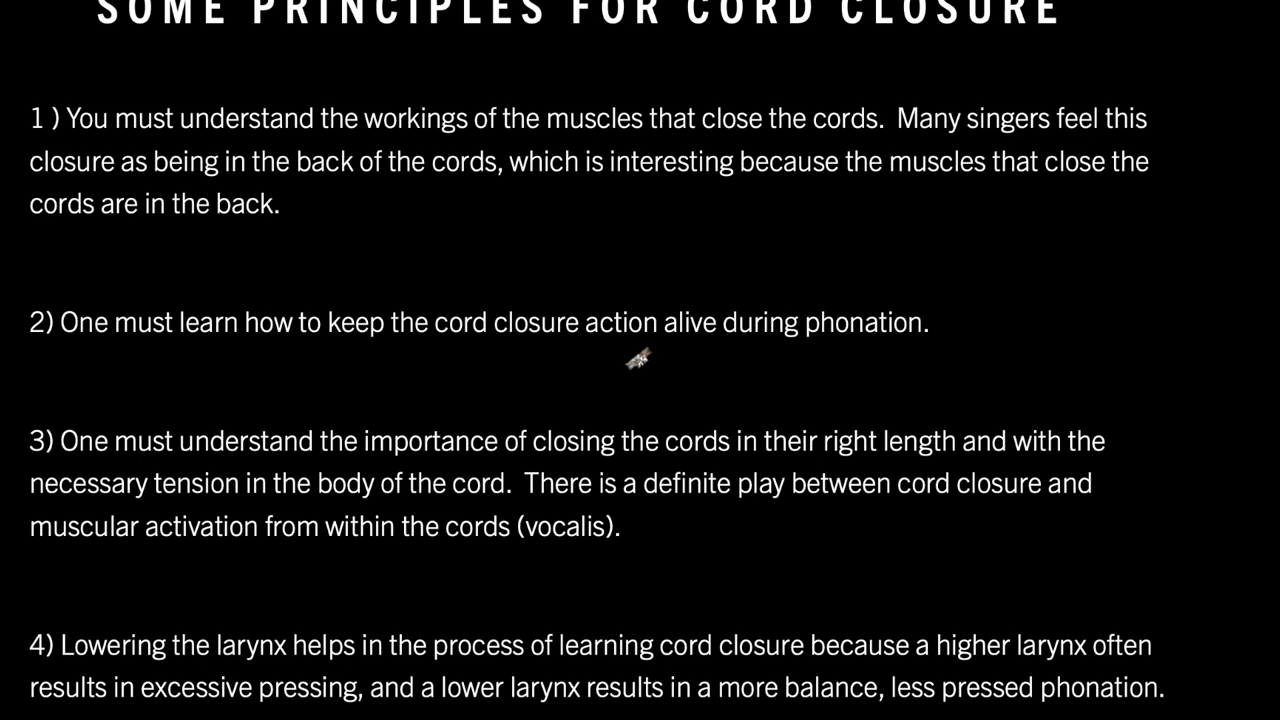 SOME PRINCIPLES FOR CORD CLOSURE
1 ) You must understand the workings of the muscles that close the cords. Many singers feel this
closure as being in the back of the cords, which is interesting because the muscles that close the
cords are in the back.
2) One must learn how to keep the cord closure action alive during phonation.
3) One must understand the importance of closing the cords in their right length and with the
necessary tension in the body of the cord. There is a definite play between cord closure and
muscular activation from within the cords (vocalis).
4) Lowering the larynx helps in the process of learning cord closure because a higher larynx often
results in excessive pressing, and a lower larynx results in a more balance, less pressed phonation.